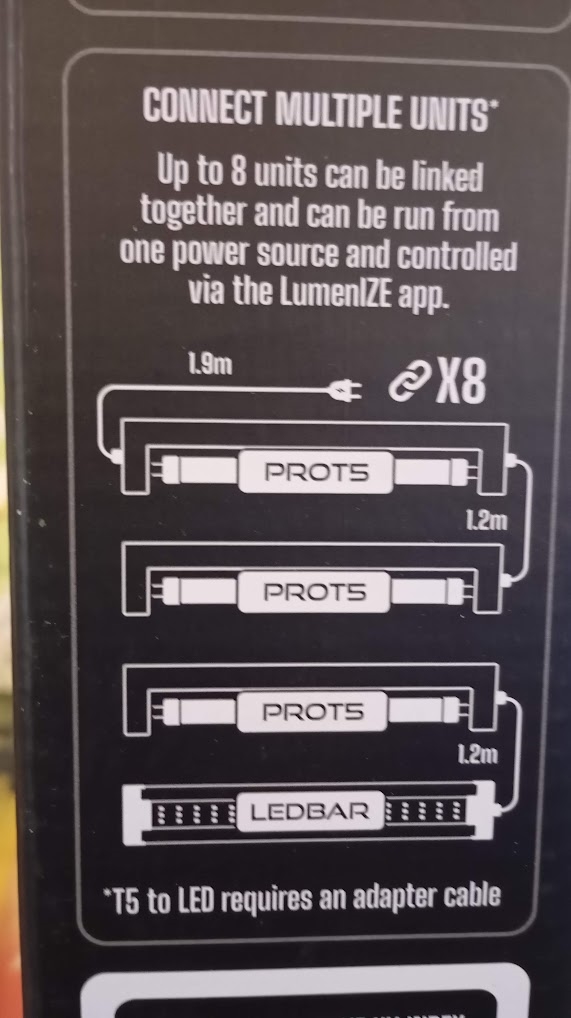 CONNECT MULTIPLE UNITS*
Up to 8 units can be linked
together and can be run from
one power source and controlled
via the LumenIZE app.
1.9m
X8
PROT5
1.2m
PROT5
PROT5
1.2m
LEDBAR
*T5 to LED requires an adapter cable